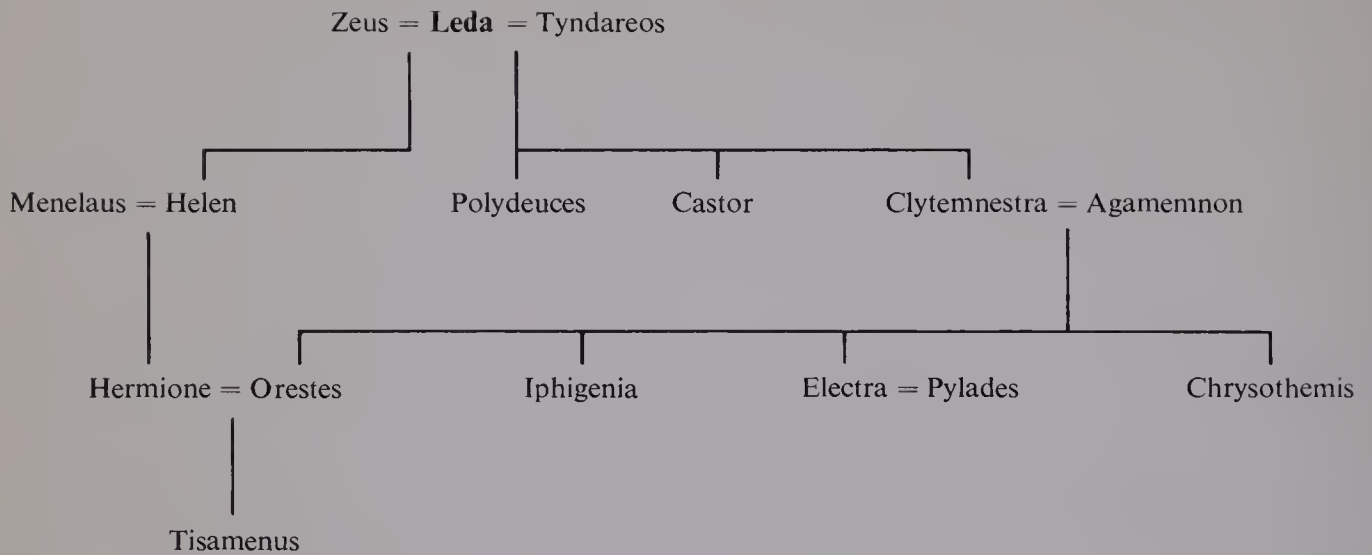 Zeus = Leda = Tyndareos
Menelaus = Helen Polydeuces Castor Clytemnestra = Agamemnon
Hermione = Orestes Iphigenia Electra = Pylades Chrysothemis
Tisamenus